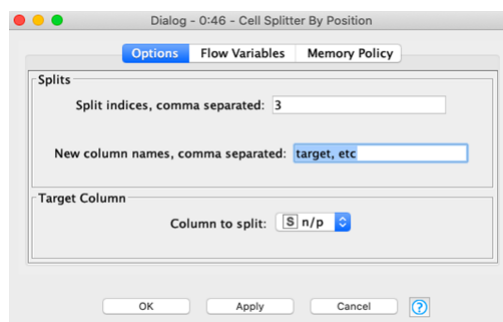 Dialog - 0:46 - Cell Splitter By Position
Options Flow Variables Memory Policy
Splits
Split indices, comma separated: 3
New column names, comma separated: target, etc
Target Column
Column to split: S n/p
OK Apply Cancel ?